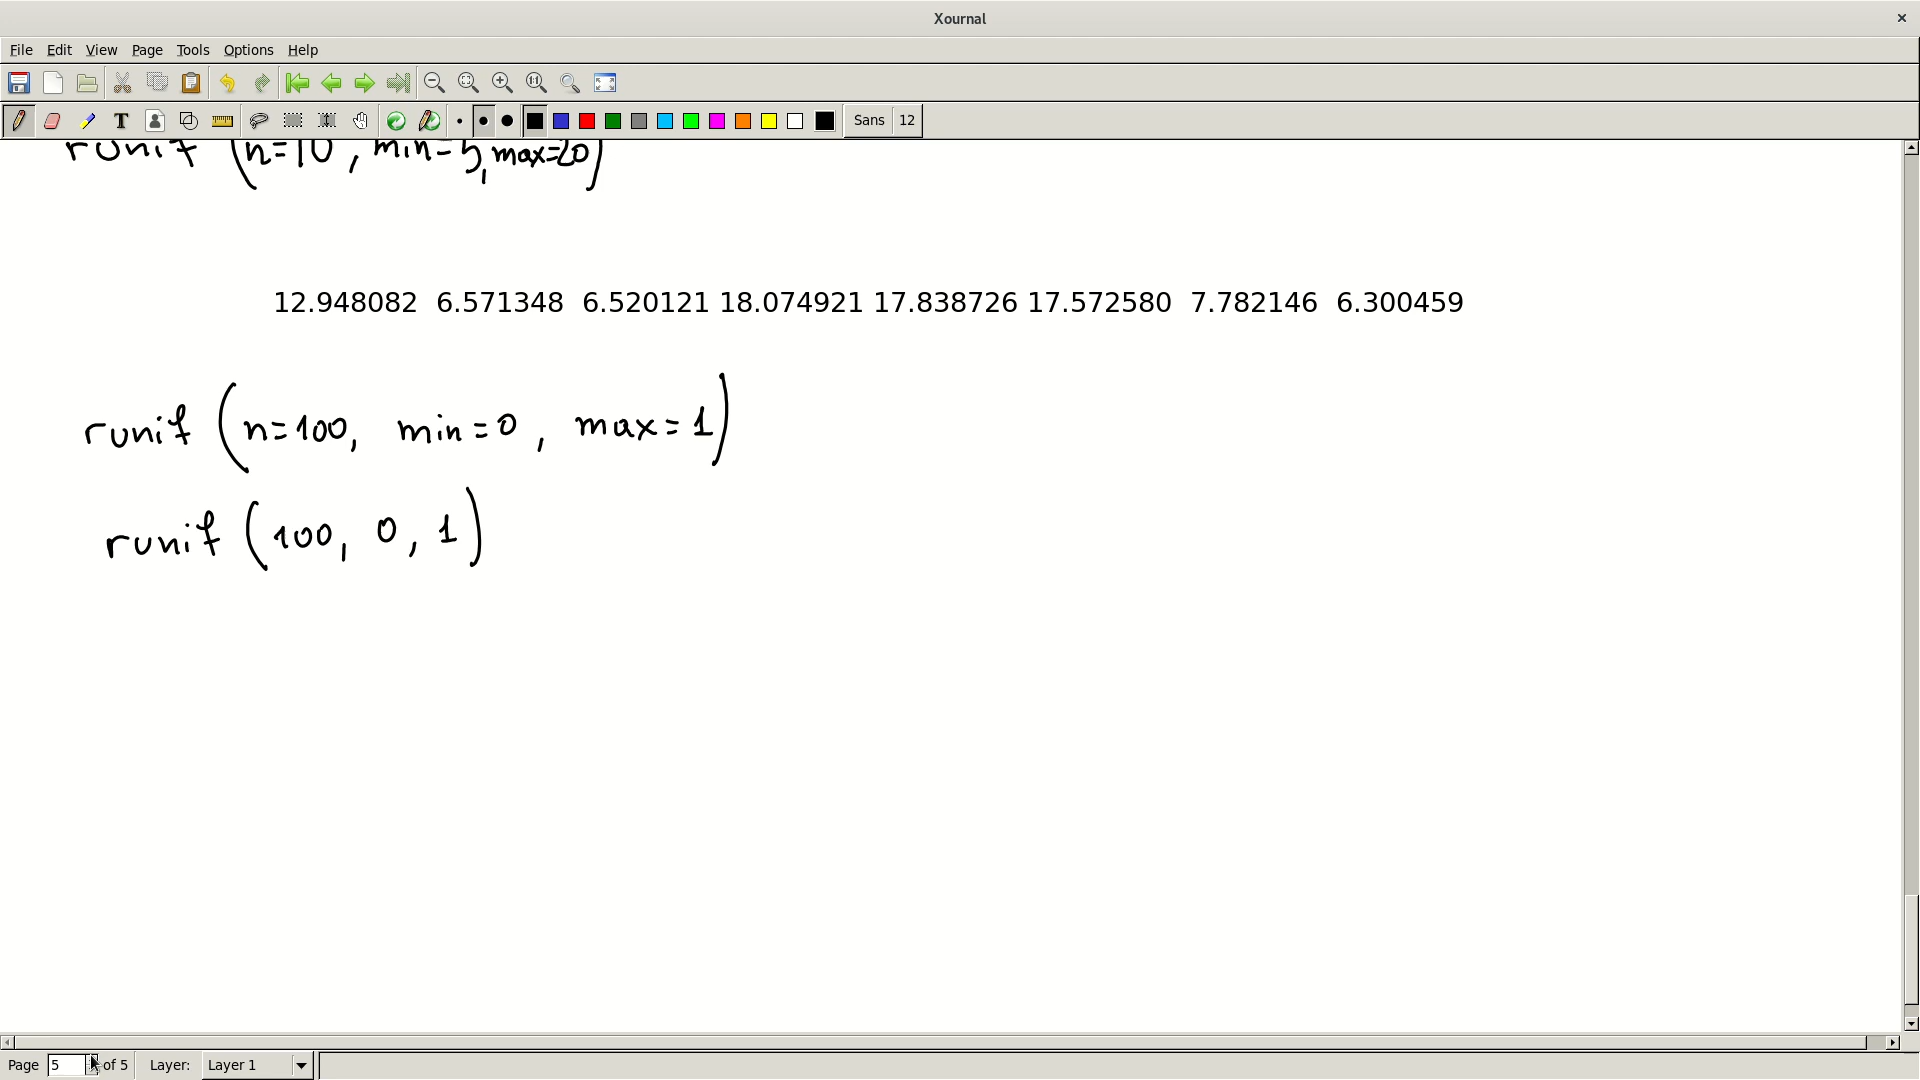 Xournal
File Edit View Page Tools Options Help
Sans 12
runif (n=10, min=5, max=20)
12.948082 6.571348 6.520121 18.074921 17.838726 17.572580 7.782146 6.300459
runif (n=100, min=0, max=1)
runif (100, 0, 1)
Page 5 of 5 Layer: Layer 1